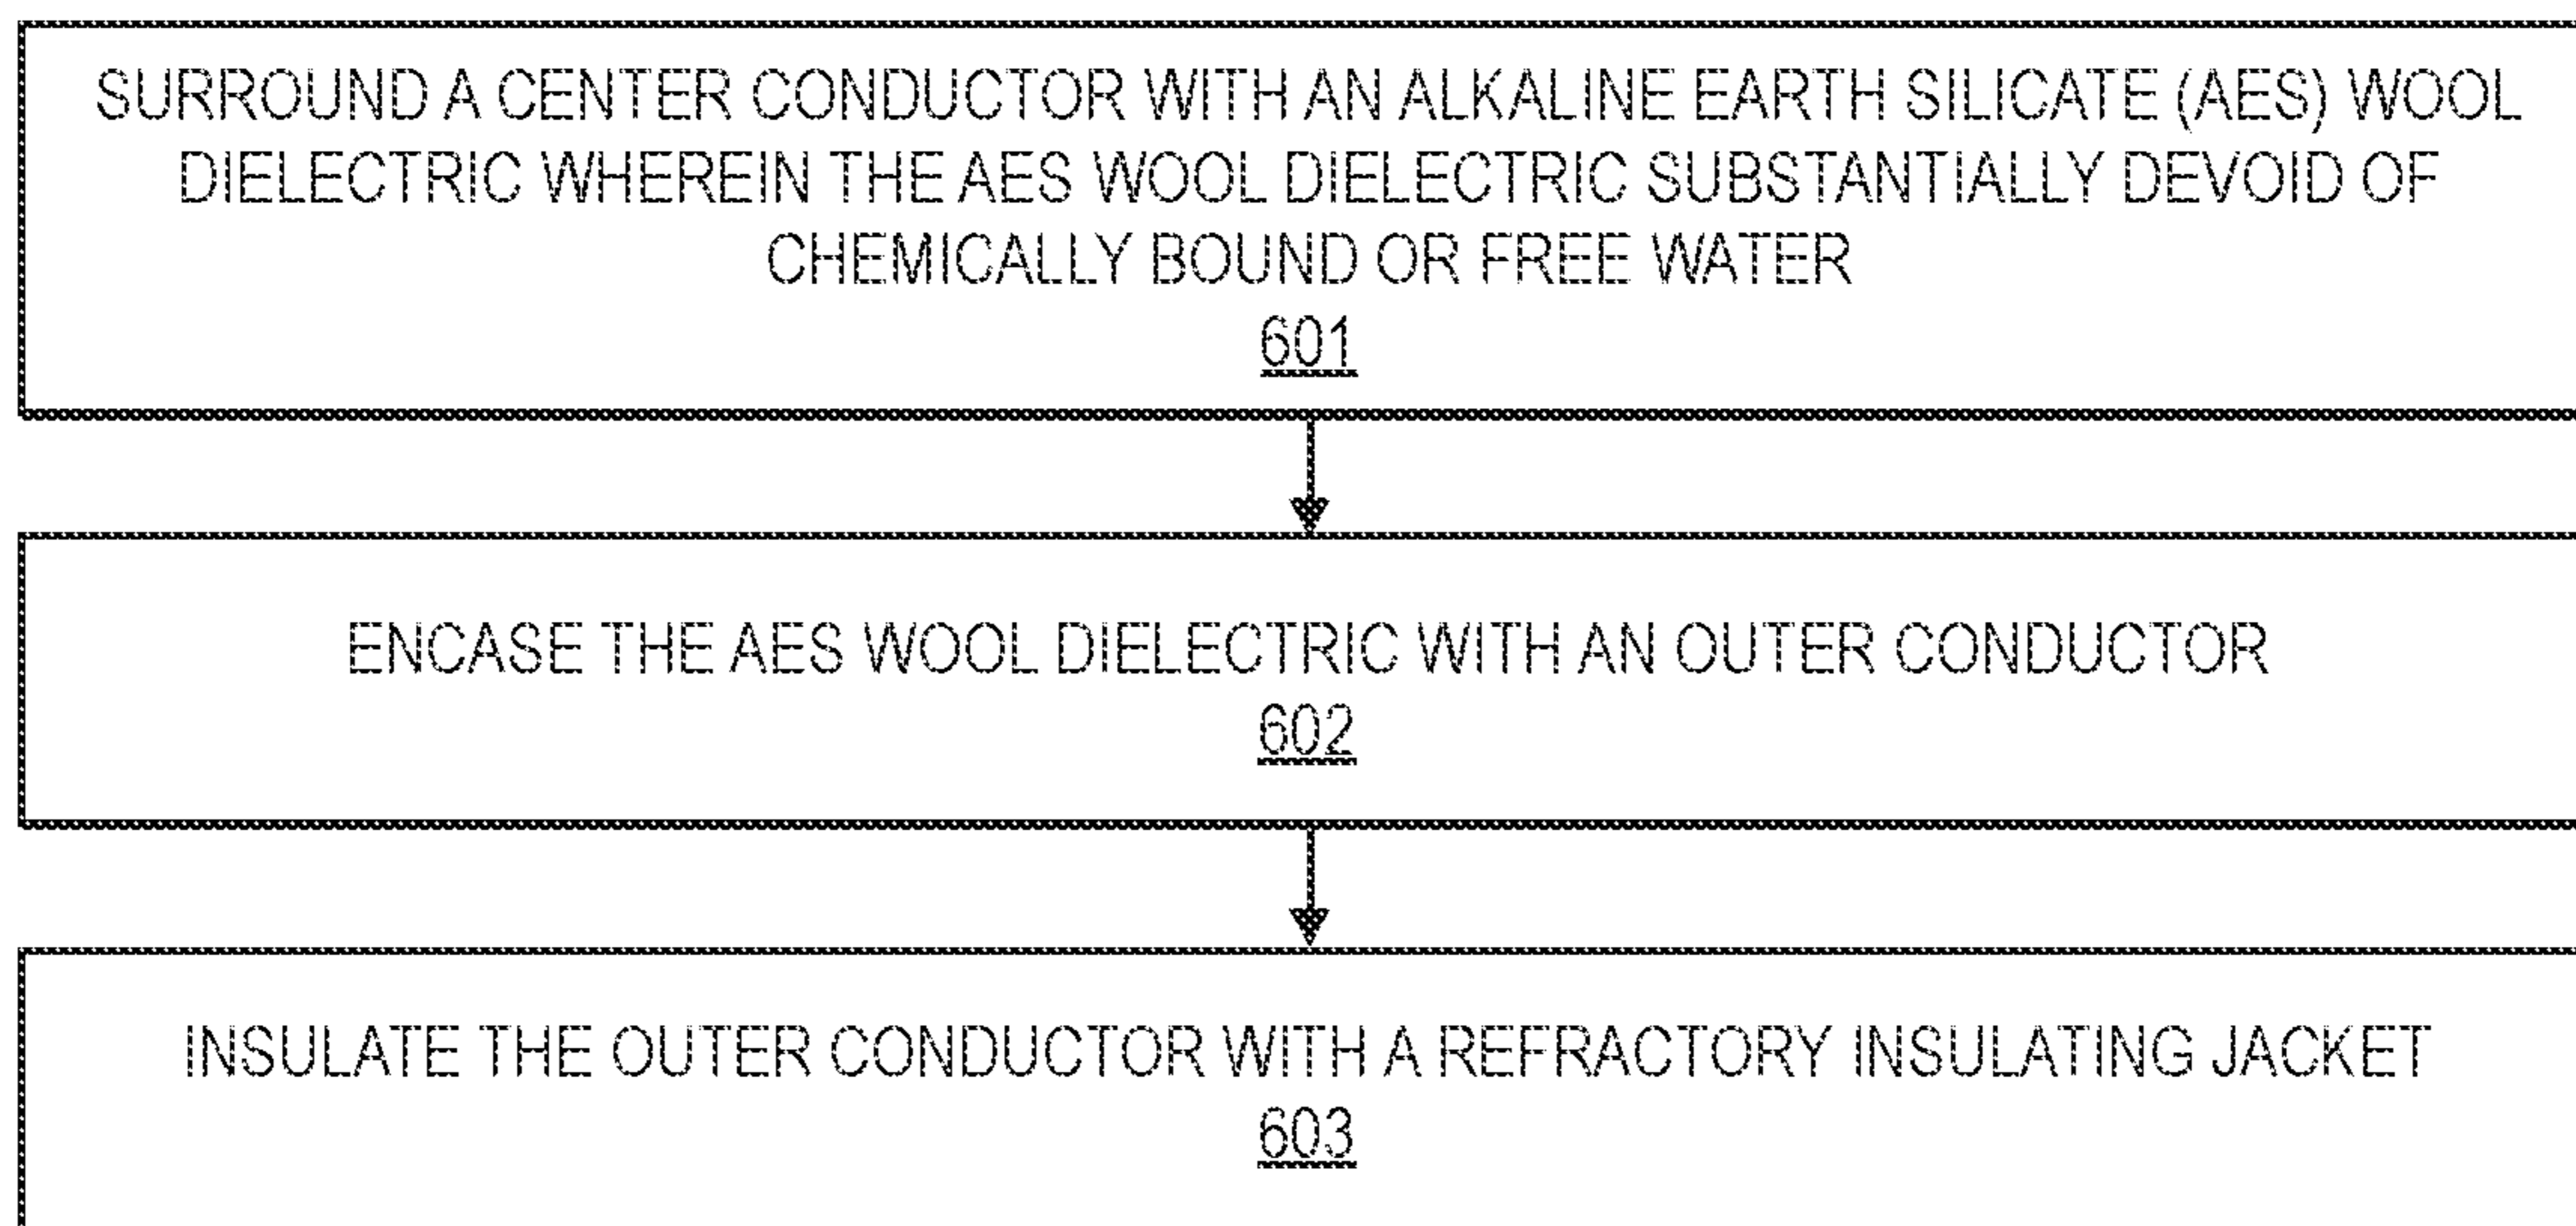 SURROUND A CENTER CONDUCTOR WITH AN ALKALINE EARTH SILICATE (AES) WOOL
DIELECTRIC WHEREIN THE AES WOOL DIELECTRIC SUBSTANTIALLY DEVOID OF
CHEMICALLY BOUND OR FREE WATER
601
ENCASE THE AES WOOL DIELECTRIC WITH AN OUTER CONDUCTOR
602
INSULATE THE OUTER CONDUCTOR WITH A REFRACTORY INSULATING JACKET
603